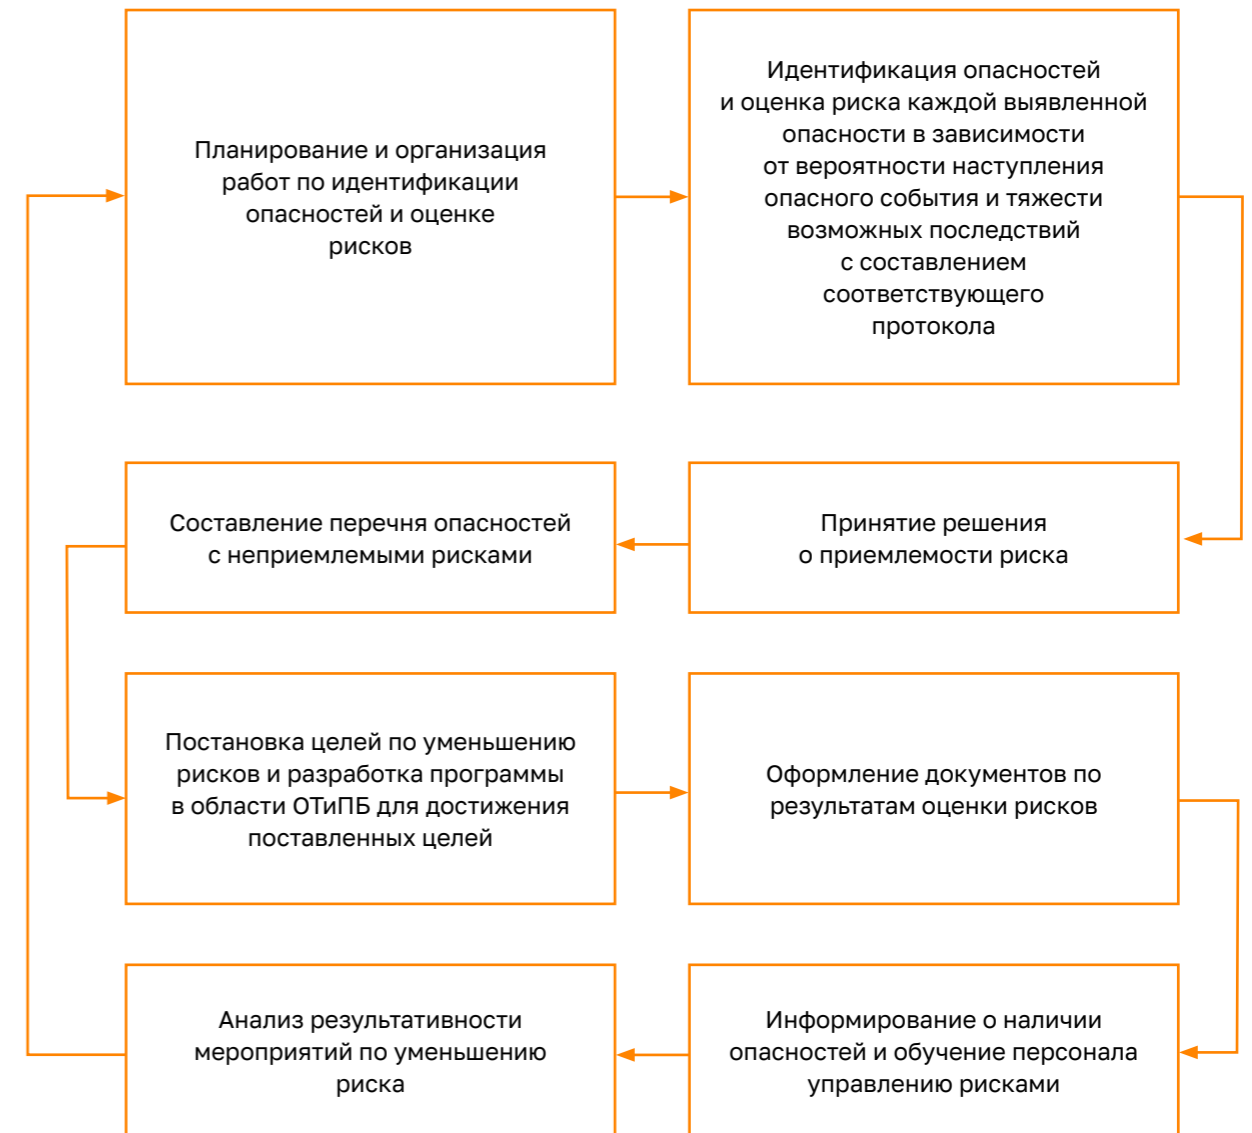 Планирование и организация
работ по идентификации
опасностей и оценке
рисков
Идентификация опасностей
и оценка риска каждой выявленной
опасности в зависимости
от вероятности наступления
опасного события и тяжести
возможных последствий
с составлением
соответствующего
протокола
Принятие решения
о приемлемости риска
Составление перечня опасностей
с неприемлемыми рисками
Постановка целей по уменьшению
рисков и разработка программы
в области ОТиПБ для достижения
поставленных целей
Оформление документов по
результатам оценки рисков
Информирование о наличии
опасностей и обучение персонала
управлению рисками
Анализ результативности
мероприятий по уменьшению
риска